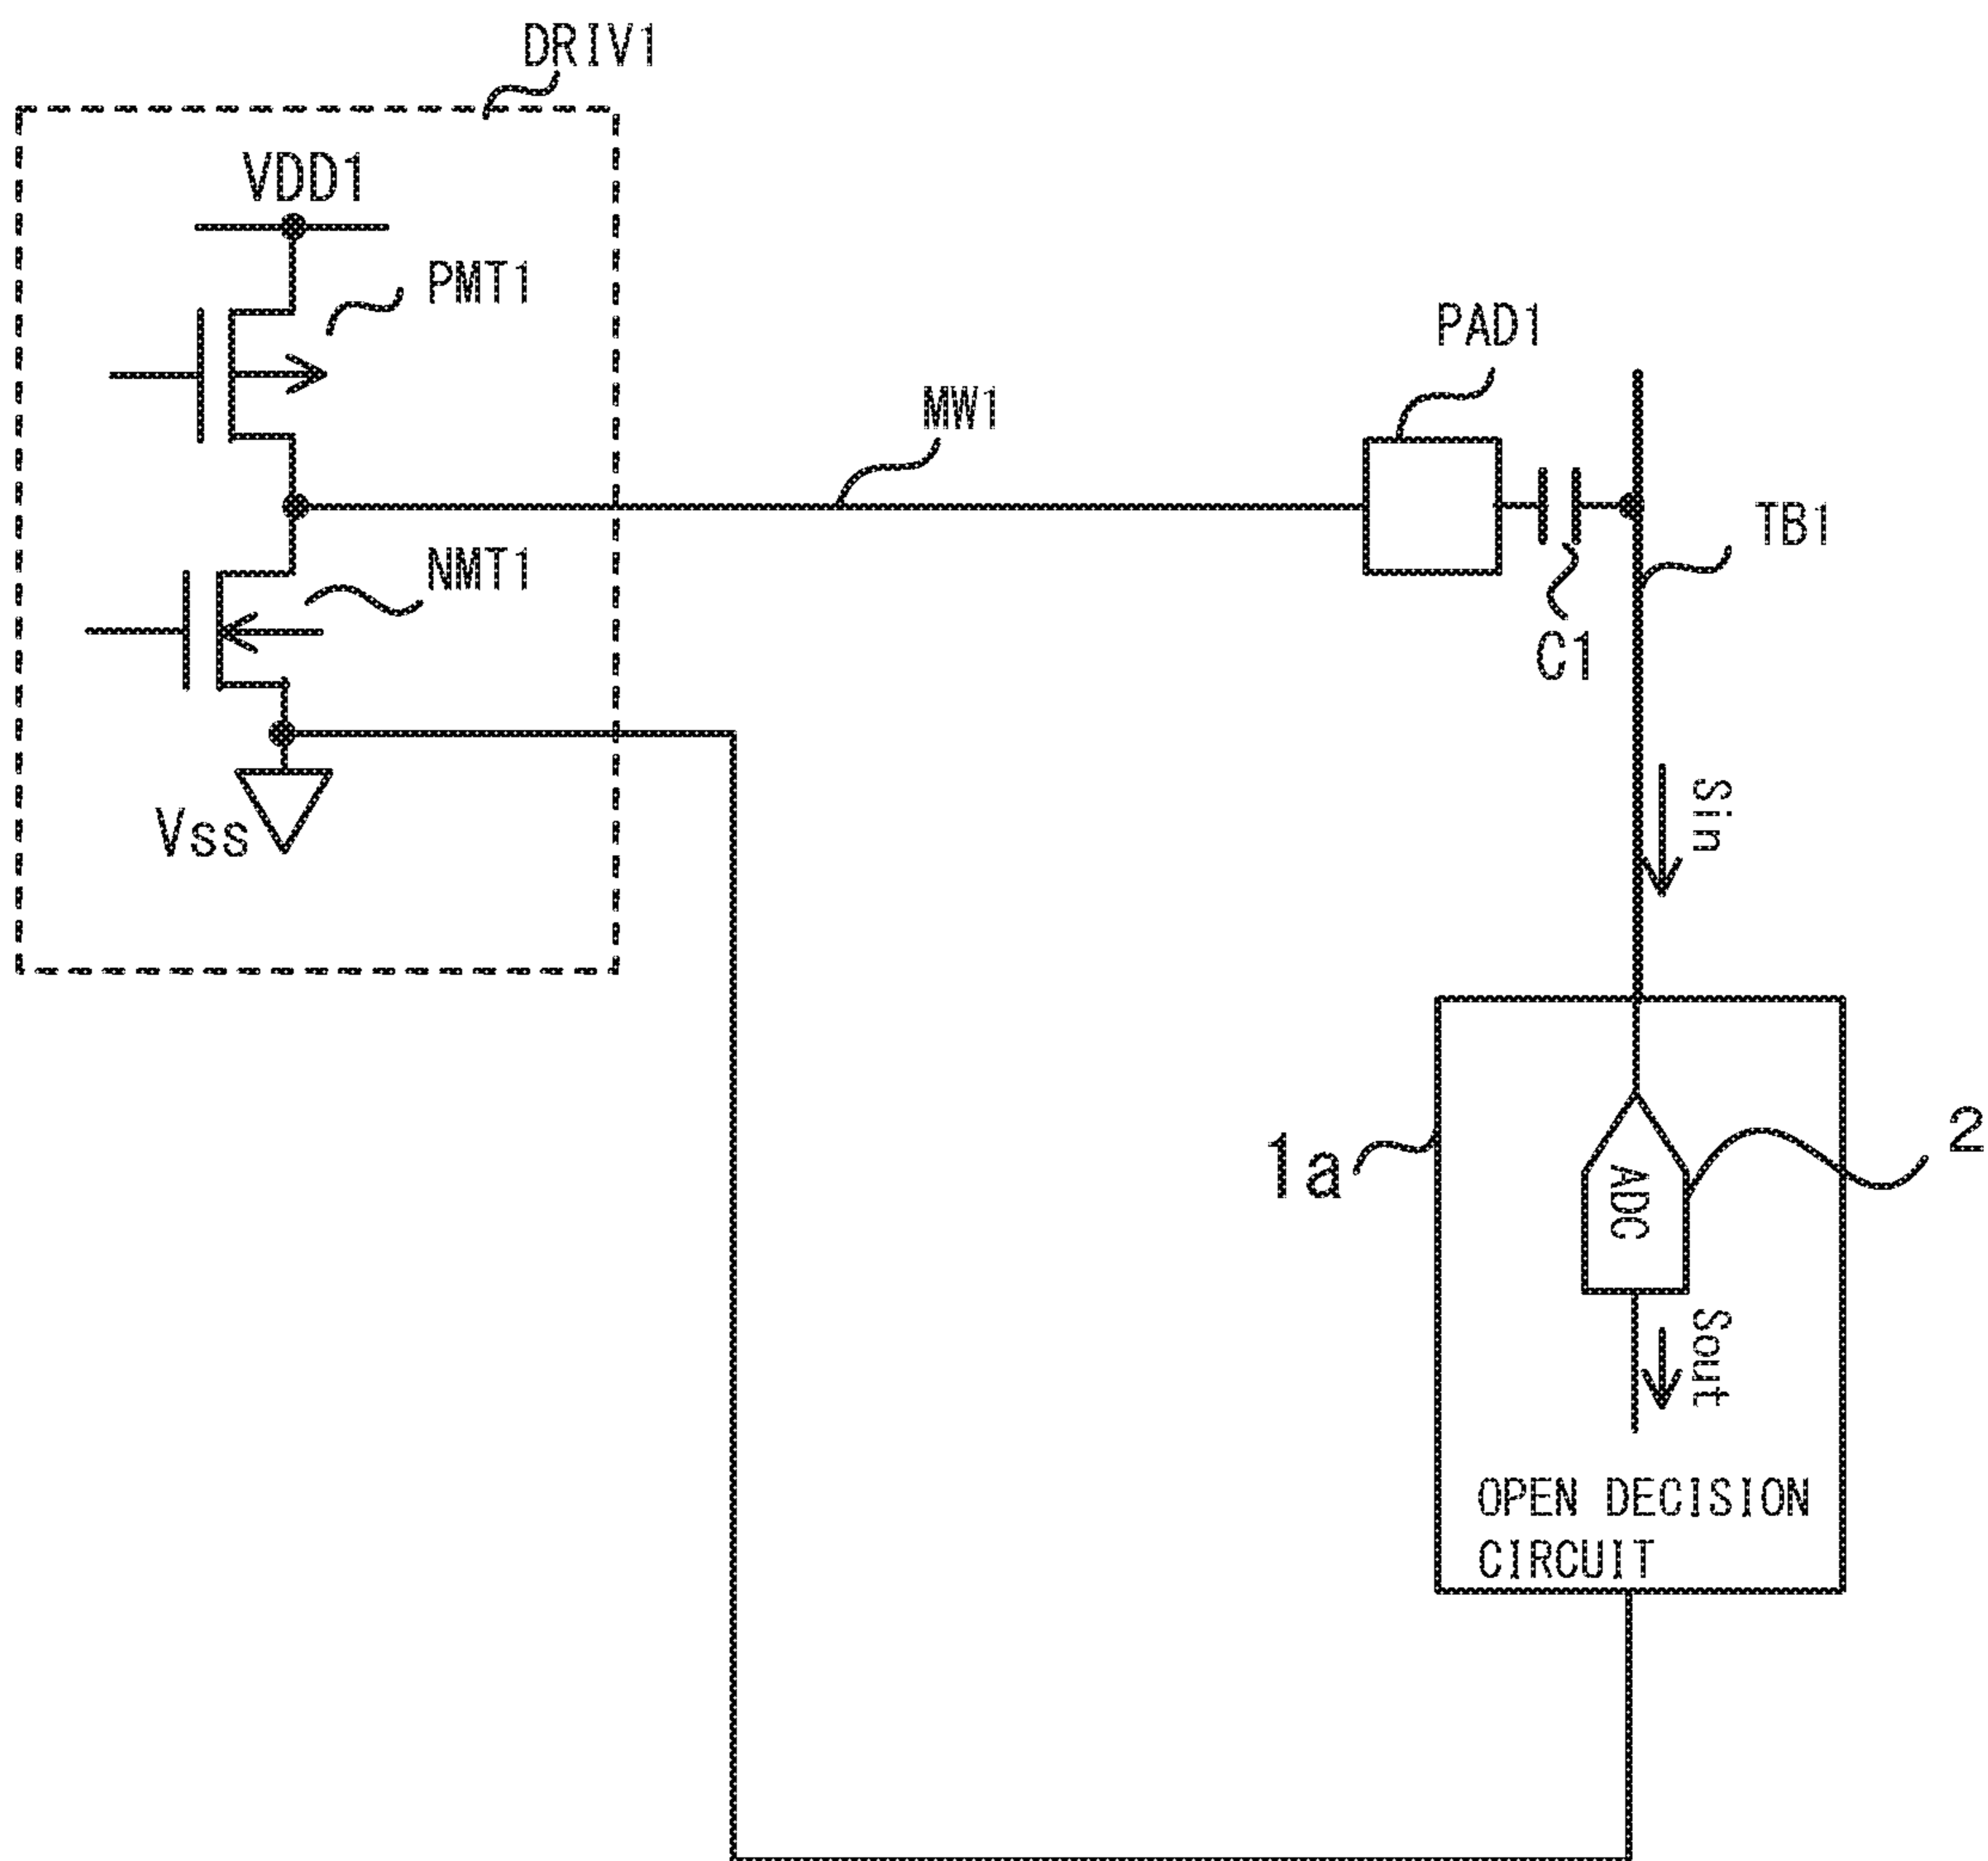 DRIV1
VDD1
PMT1
PAD1
MW1
TB1
NMT1
C1
Sin
Vss
1a
2
ADC
Sout
OPEN DECISION
CIRCUIT